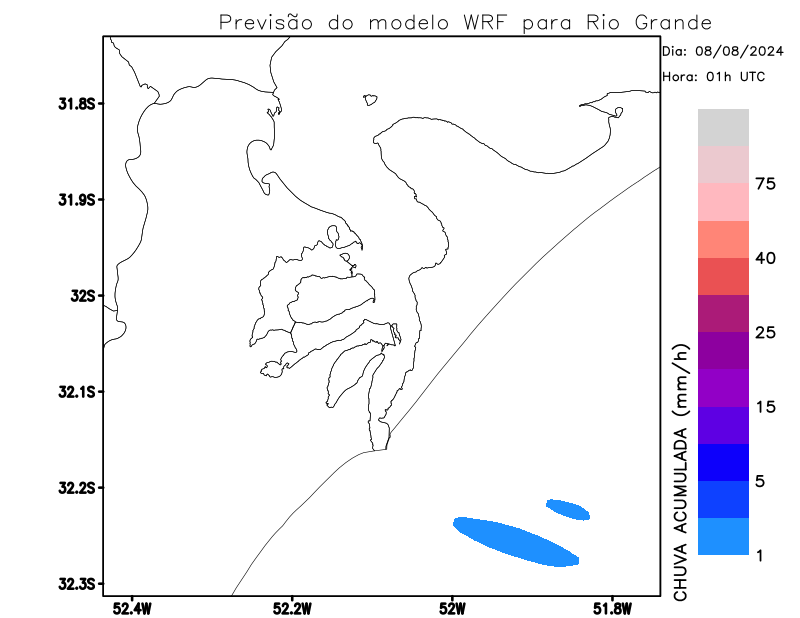 Previsão do modelo WRF para Rio Grande
Dia: 08/08/2024
Hora: 01h UTC
31.8S
31.9S
32S
32.1S
32.2S
32.3S
52.4W
52.2W
52W
51.8W
75
40
25
15
5
1
CHUVA ACUMULADA (mm/h)